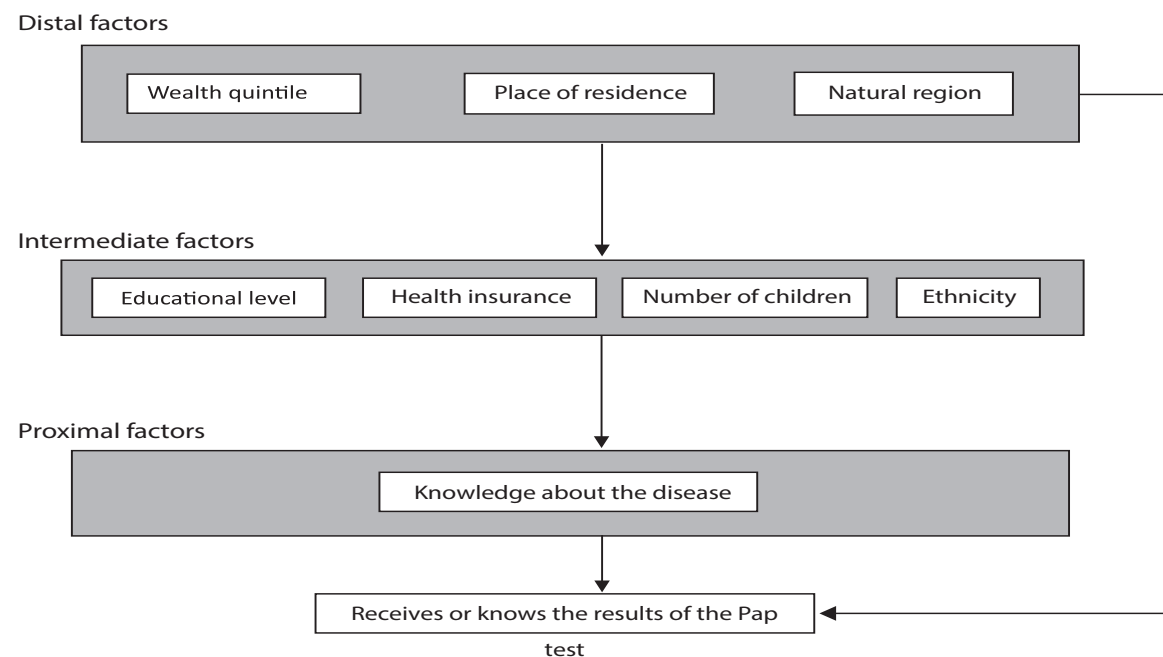 Distal factors
Wealth quintile
Place of residence
Natural region
Intermediate factors
Educational level
Health insurance
Number of children
Ethnicity
Proximal factors
Knowledge about the disease
Receives or knows the results of the Pap
test